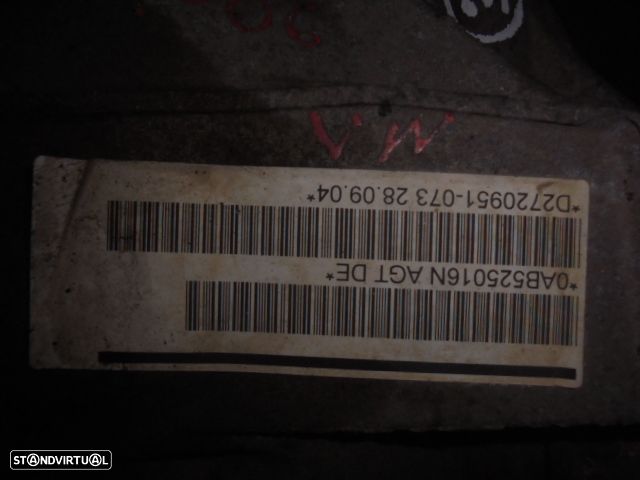 *0AB525016N AGT DE*
*D2720951-073 28.09.04*
STANDVIRTUAL